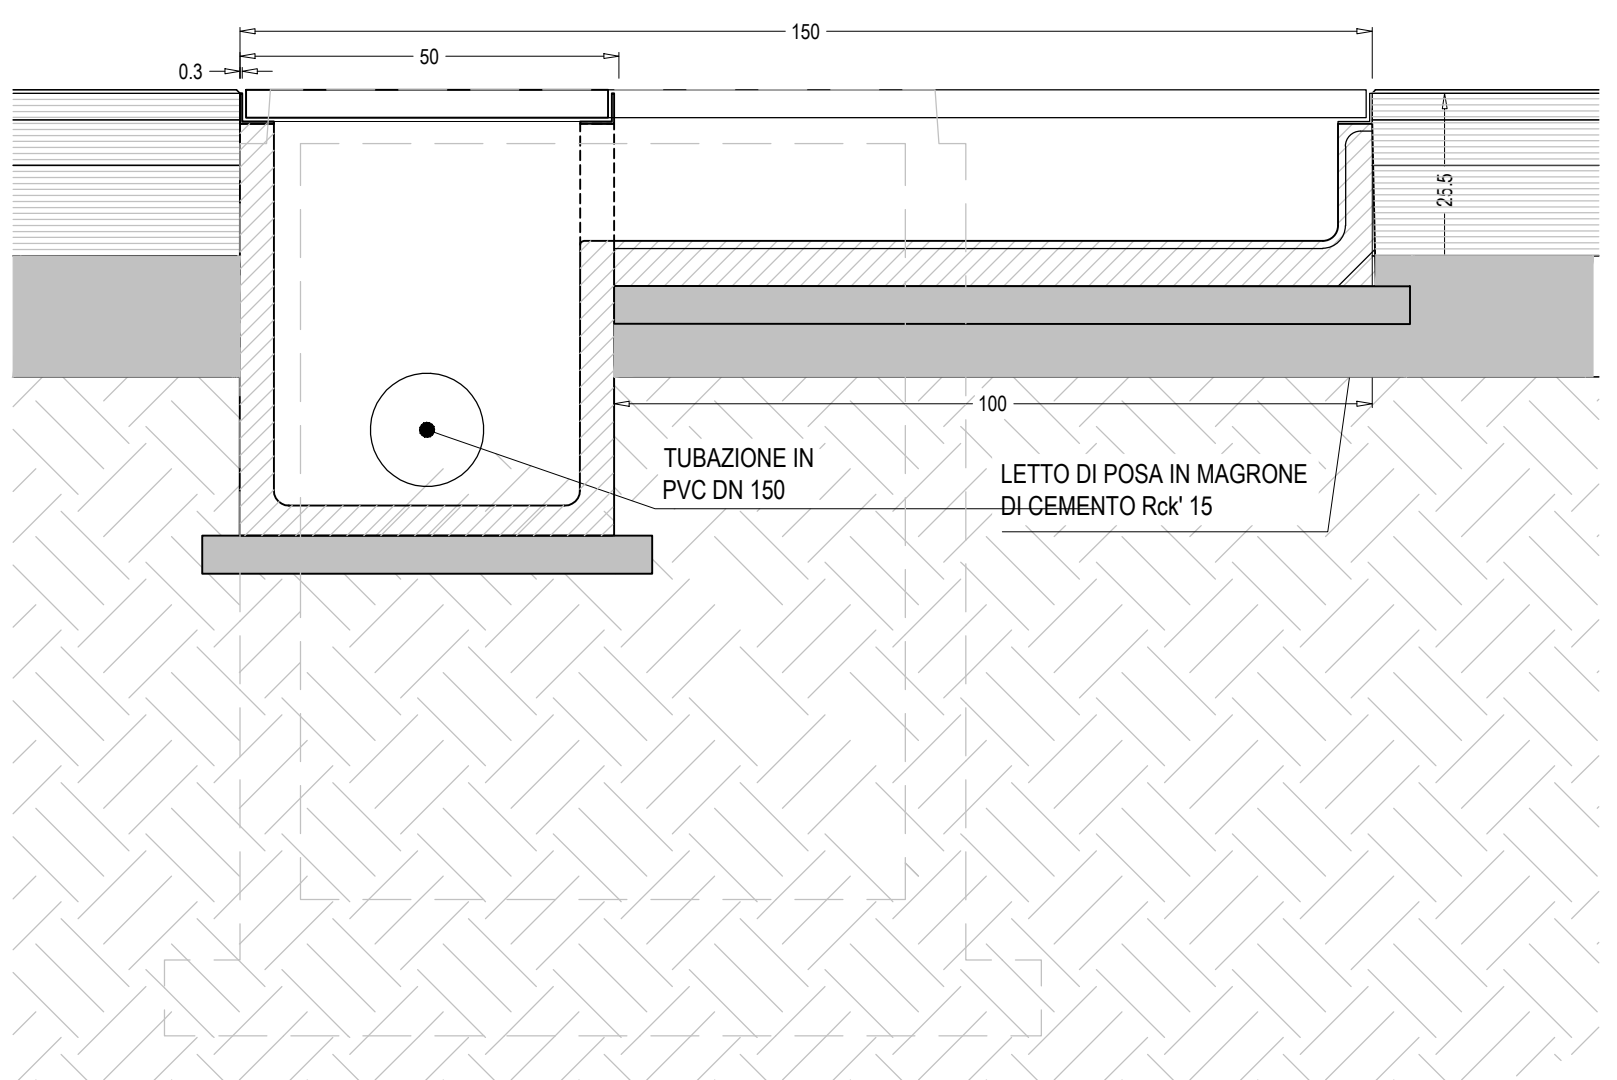 150
50
0.3
25.5
100
TUBAZIONE IN
PVC DN 150
LETTO DI POSA IN MAGRONE
DI CEMENTO Rck' 15